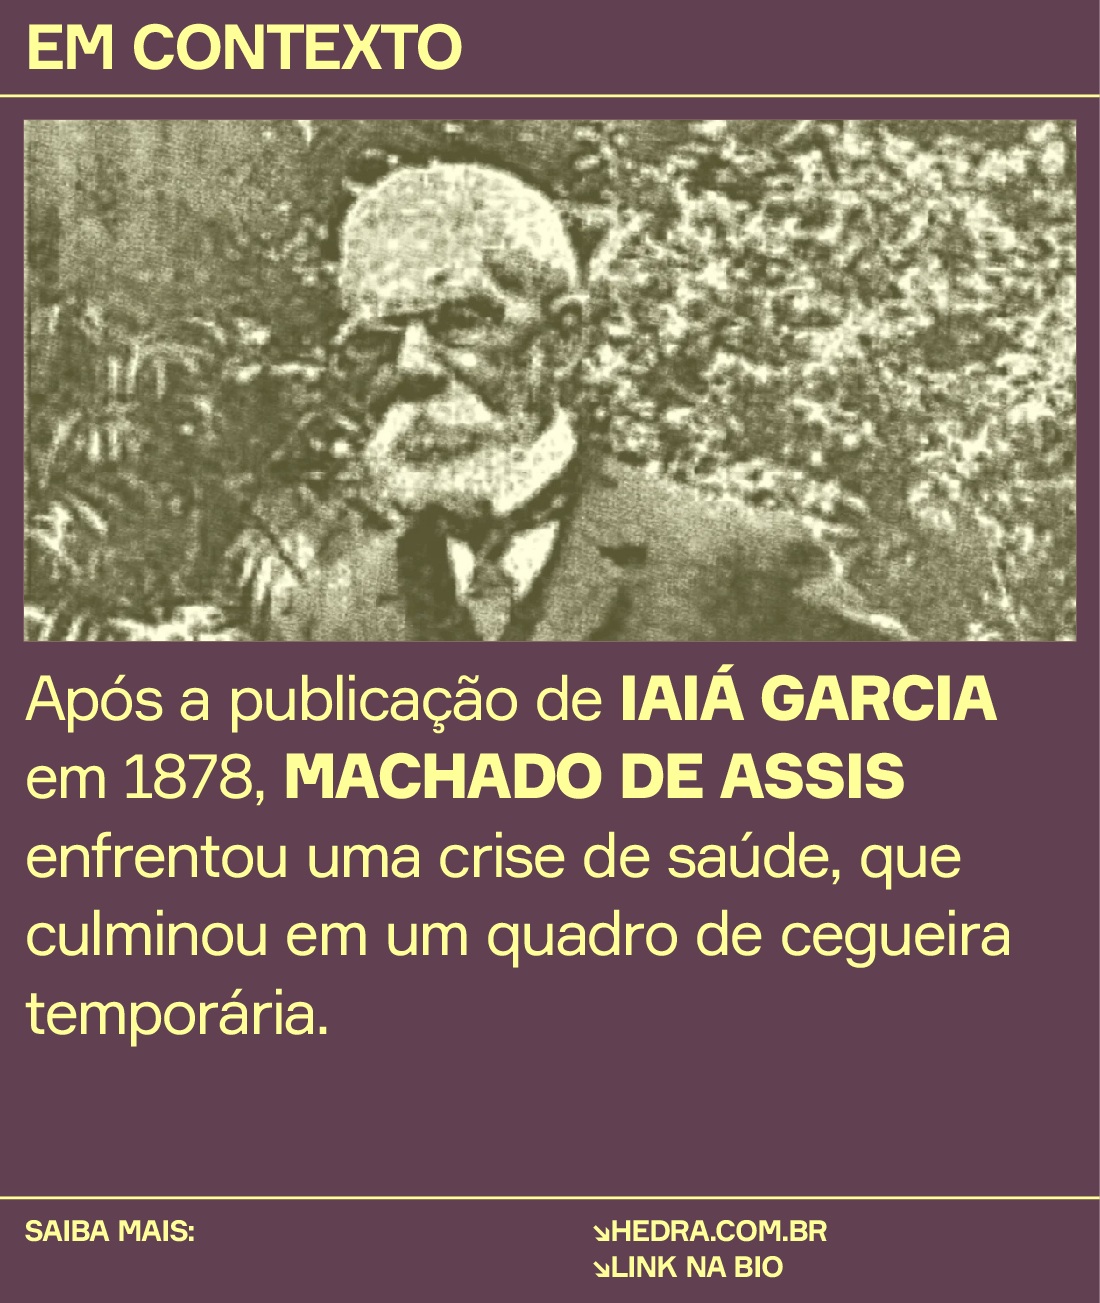 EM CONTEXTO
Após a publicação de IAIÁ GARCIA
em 1878, MACHADO DE ASSIS
enfrentou uma crise de saúde, que
culminou em um quadro de cegueira
temporária.
SAIBA MAIS:
↘HEDRA.COM.BR
↘LINK NA BIO